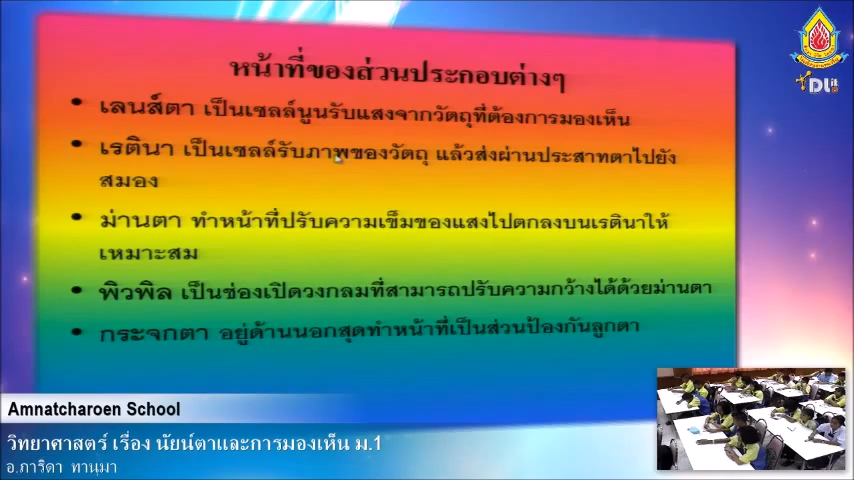 หน้าที่ของส่วนประกอบต่างๆ
• เลนส์ตา เป็นเซลล์นูนรับแสงจากวัตถุที่ต้องการมองเห็น
• เรตินา เป็นเซลล์รับภาพของวัตถุ แล้วส่งผ่านประสาทตาไปยัง
สมอง
• ม่านตา ทำหน้าที่ปรับความเข็มของแสงไปตกลงบนเรตินาให้
เหมาะสม
• พิวพิล เป็นช่องเปิดวงกลมที่สามารถปรับความกว้างได้ด้วยม่านตา
• กระจกตา อยู่ด้านนอกสุดทำหน้าที่เป็นส่วนป้องกันลูกตา
DLit
Amnatcharoen School
วิทยาศาสตร์ เรื่อง นัยน์ตาและการมองเห็น ม.1
อ.ภาริดา ทานุมา